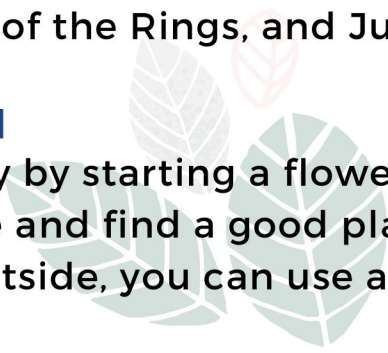 of the Rings, and Ju
y by starting a flowe
e and find a good pla
tside, you can use a